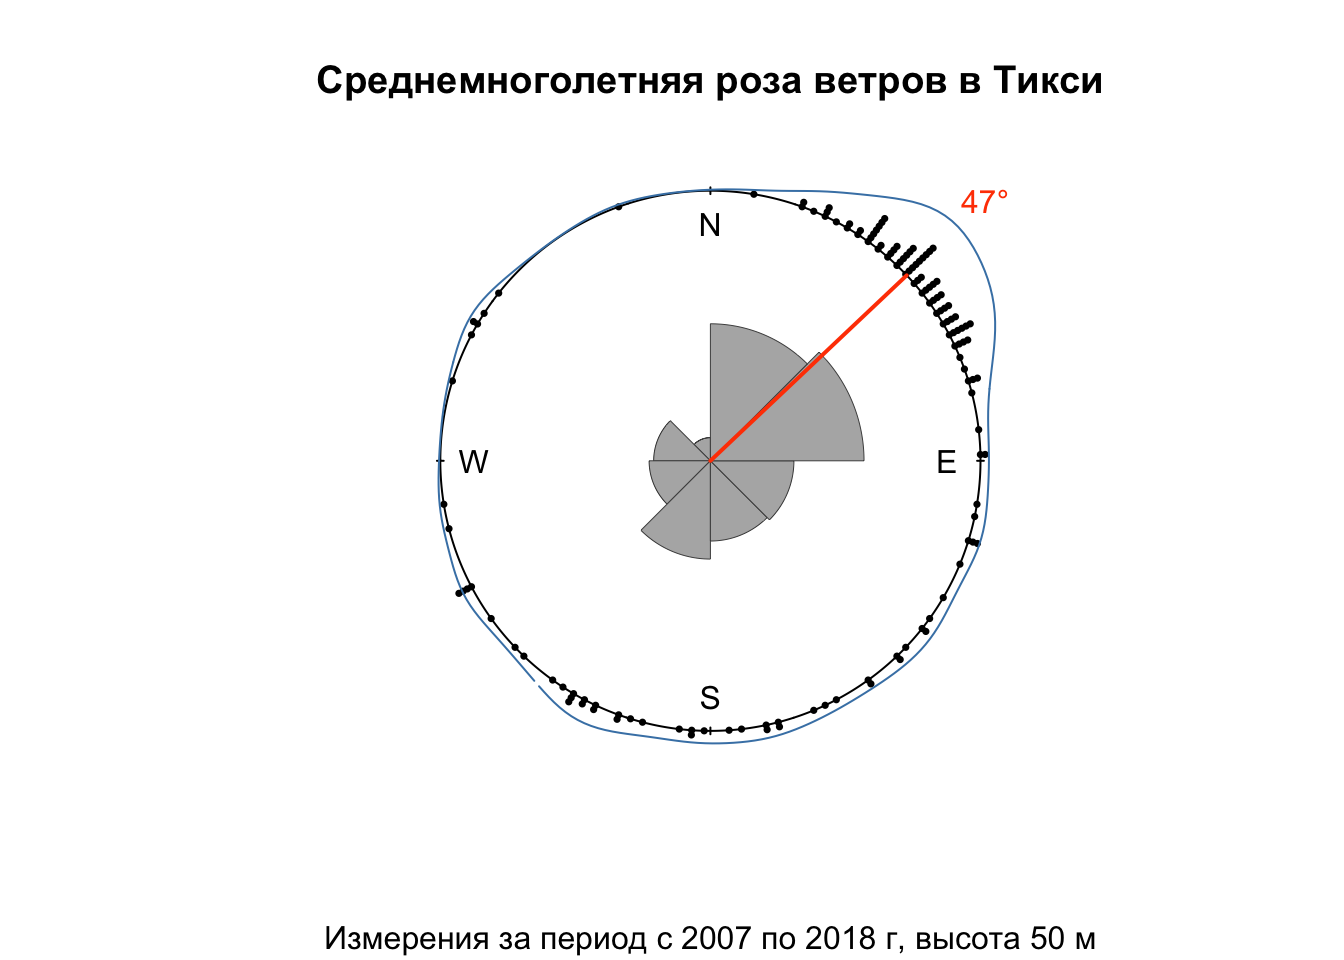 Среднемноголетняя роза ветров в Тикси
47°
N
W
E
S
Измерения за период с 2007 по 2018 г, высота 50 м